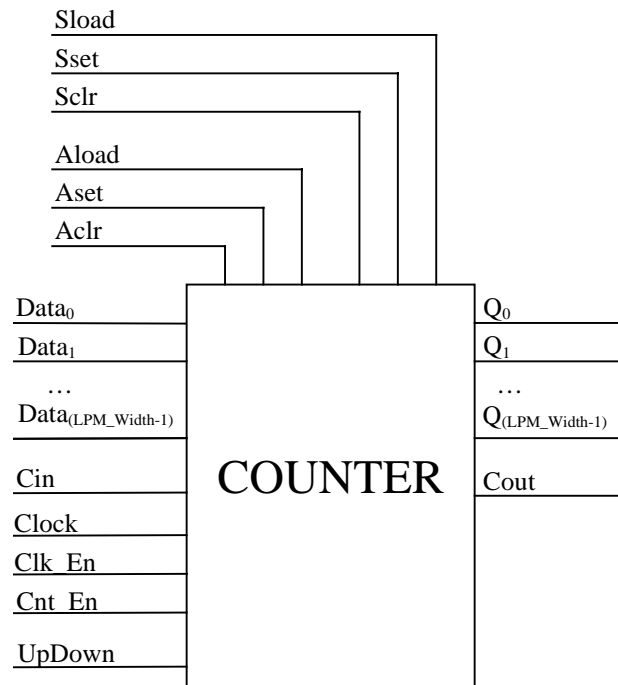 Sload
Sset
Sclr
Aload
Aset
Aclr
Data₀ Q₀
Data₁ Q₁
… …
Data(LPM_Width-1) Q(LPM_Width-1)
Cin COUNTER Cout
Clock
Clk_En
Cnt_En
UpDown